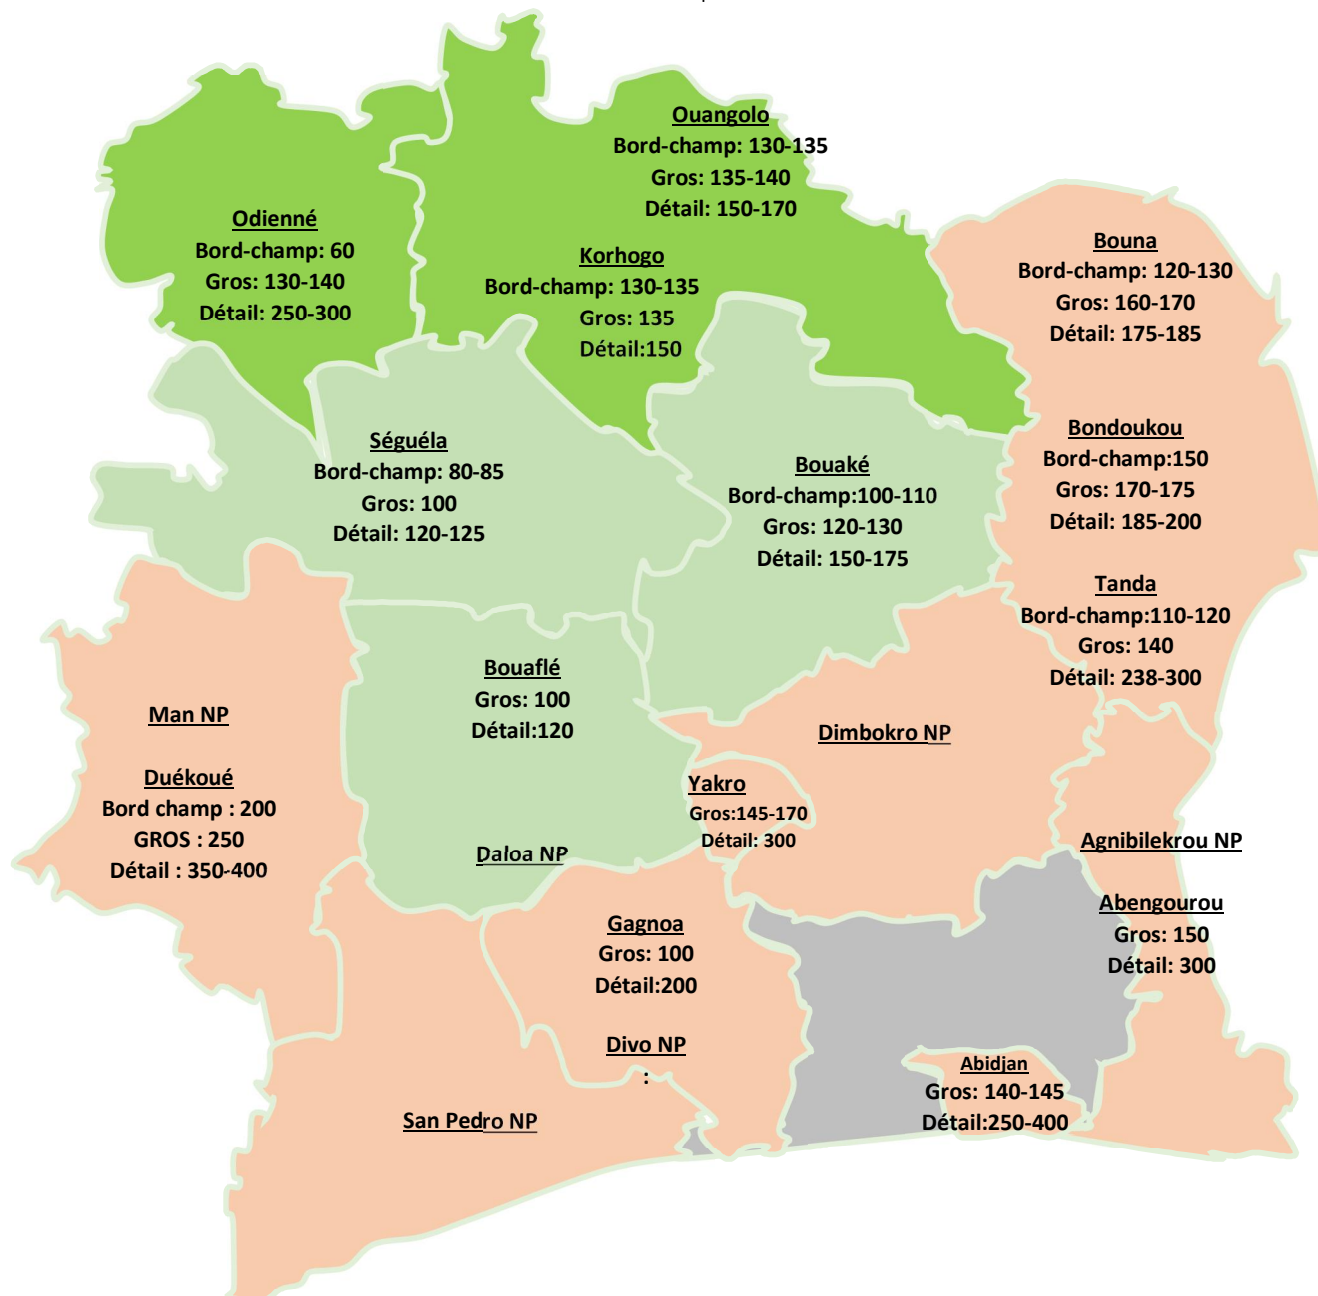 Ouangolo
Bord-champ: 130-135
Gros: 135-140
Détail: 150-170
Odienné
Bord-champ: 60
Gros: 130-140
Détail: 250-300
Korhogo
Bord-champ: 130-135
Gros: 135
Détail:150
Bouna
Bord-champ: 120-130
Gros: 160-170
Détail: 175-185
Séguéla
Bord-champ: 80-85
Gros: 100
Détail: 120-125
Bouaké
Bord-champ:100-110
Gros: 120-130
Détail: 150-175
Bondoukou
Bord-champ:150
Gros: 170-175
Détail: 185-200
Tanda
Bord-champ:110-120
Gros: 140
Détail: 238-300
Bouaflé
Gros: 100
Détail:120
Man NP
Duékoué
Bord champ : 200
GROS : 250
Détail : 350-400
Dimbokro NP
Yakro
Gros:145-170
Détail: 300
Daloa NP
Agnibilekrou NP
Abengourou
Gros: 150
Détail: 300
Gagnoa
Gros: 100
Détail:200
Divo NP
:
Abidjan
Gros: 140-145
Détail:250-400
San Pedro NP